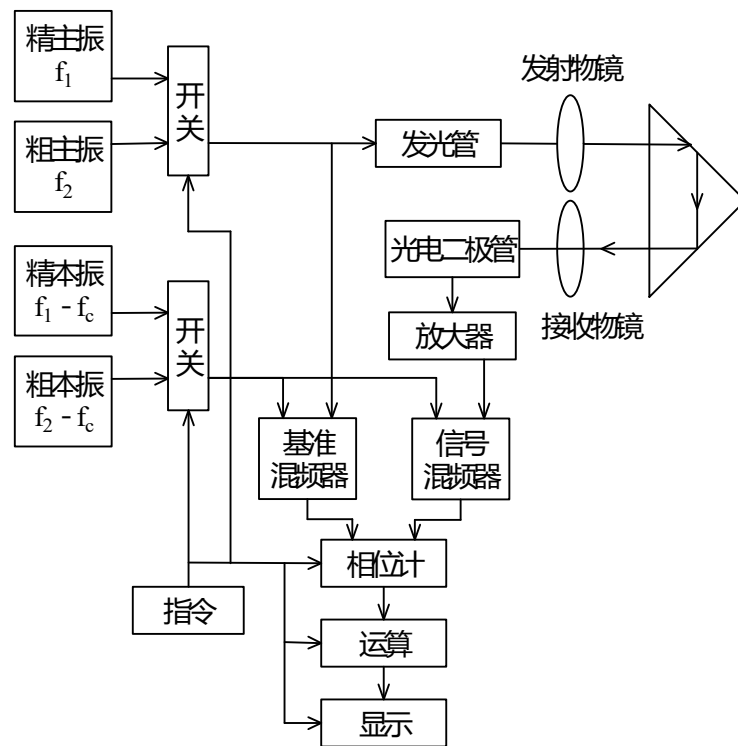 精主振
f₁
粗主振
f₂
开
关
发光管
发射物镜
精本振
f₁ - f_c
粗本振
f₂ - f_c
开
关
光电二极管
接收物镜
放大器
基准
混频器
信号
混频器
相位计
指令
运算
显示